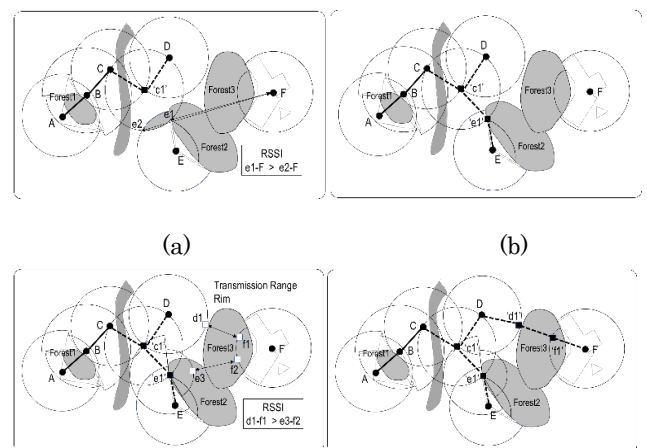 D
C
c1'
Forest1
B
A
Forest3
F
e1
e2
Forest2
E
RSSI
e1-F > e2-F
D
C
c1'
Forest1
B
A
Forest3
F
e1'
Forest2
E
(a)
(b)
Transmission Range
Rim
D
d1
C
c1'
Forest1
B
A
Forest3
f1
F
f2
e1'
e3
Forest2
E
RSSI
d1-f1 > e3-f2
D
d1'
C
c1'
Forest1
B
A
Forest3
f1'
F
e1'
Forest2
E